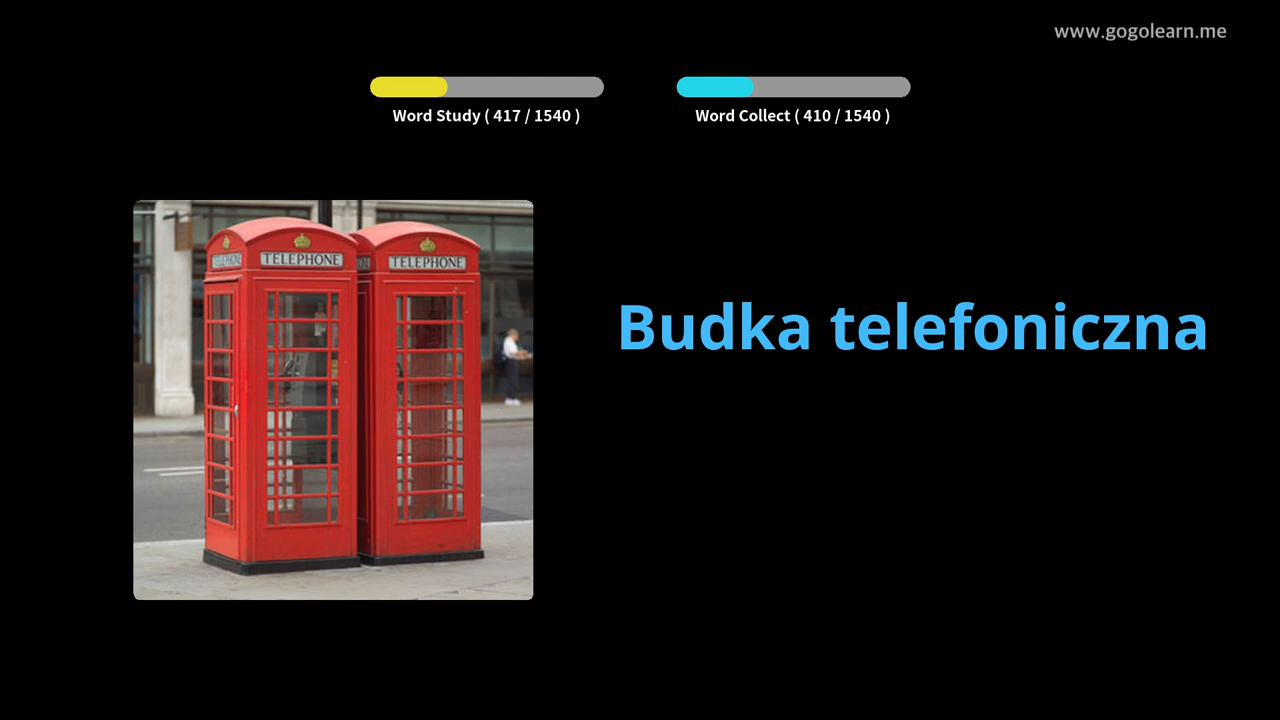 www.gogolearn.me
Word Study ( 417 / 1540 )
Word Collect ( 410 / 1540 )
TELEPHONE
TELEPHONE
Budka telefoniczna